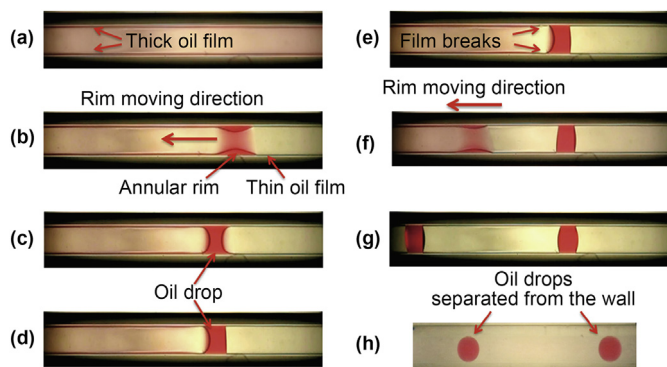 (a)
Thick oil film
Rim moving direction
(b)
Annular rim
Thin oil film
(c)
Oil drop
(d)
(e)
Film breaks
Rim moving direction
(f)
(g)
Oil drops
separated from the wall
(h)